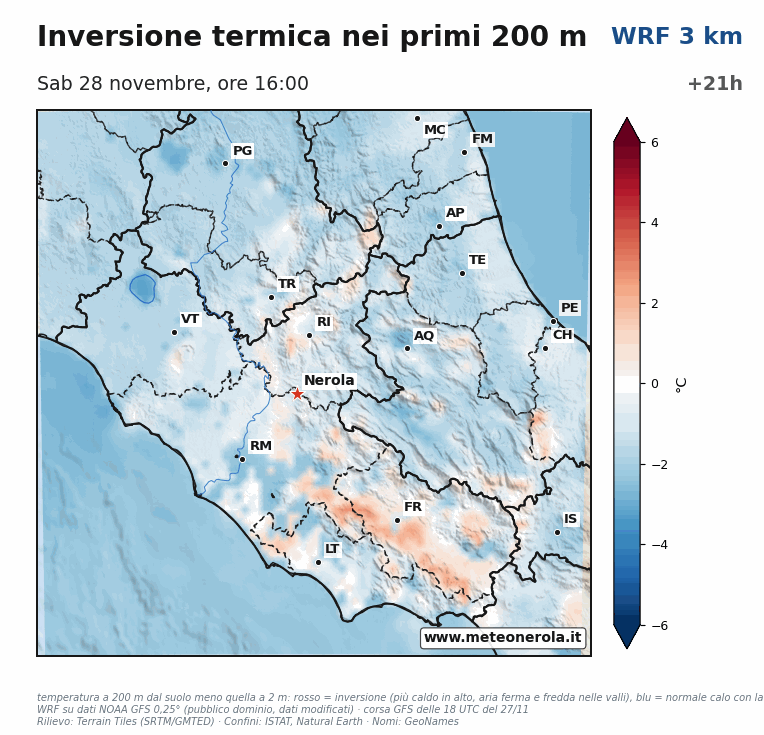 Inversione termica nei primi 200 m WRF 3 km
Sab 28 novembre, ore 16:00 +21h
MC
FM
PG
AP
TE
TR
PE
VT
RI
AQ
CH
Nerola
RM
FR
IS
LT
www.meteonerola.it
6
4
2
0
−2
−4
−6
°C
temperatura a 200 m dal suolo meno quella a 2 m: rosso = inversione (più caldo in alto, aria ferma e fredda nelle valli), blu = normale calo con la
WRF su dati NOAA GFS 0,25° (pubblico dominio, dati modificati) · corsa GFS delle 18 UTC del 27/11
Rilievo: Terrain Tiles (SRTM/GMTED) · Confini: ISTAT, Natural Earth · Nomi: GeoNames